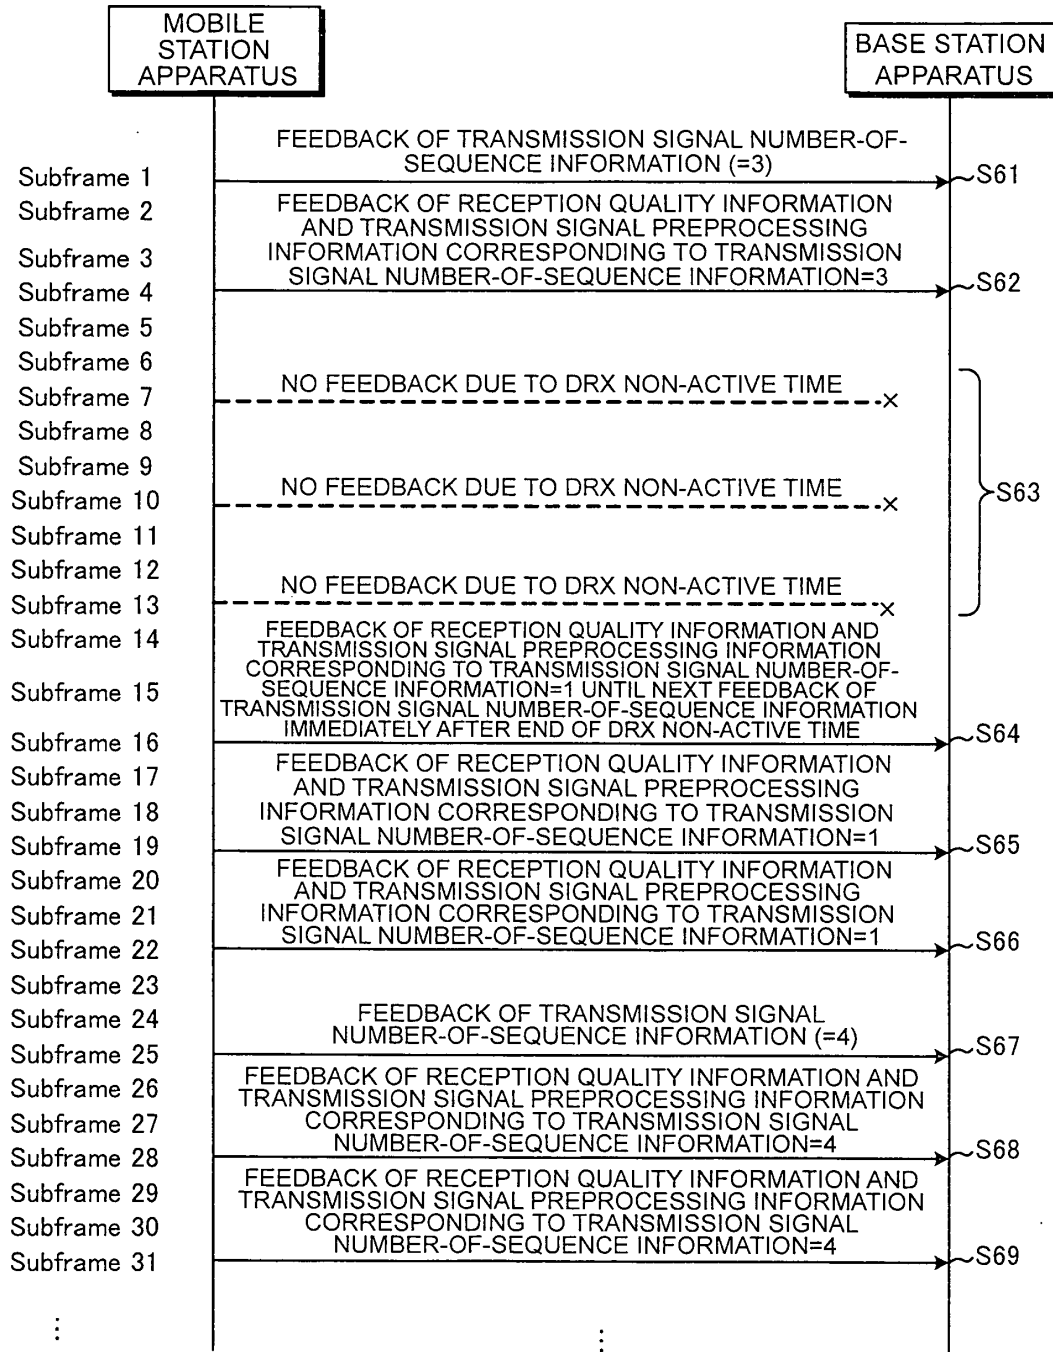 MOBILE
STATION
APPARATUS
BASE STATION
APPARATUS
FEEDBACK OF TRANSMISSION SIGNAL NUMBER-OF-
SEQUENCE INFORMATION (=3)
Subframe 1
S61
Subframe 2
FEEDBACK OF RECEPTION QUALITY INFORMATION
AND TRANSMISSION SIGNAL PREPROCESSING
INFORMATION CORRESPONDING TO TRANSMISSION
SIGNAL NUMBER-OF-SEQUENCE INFORMATION=3
Subframe 3
Subframe 4
S62
Subframe 5
Subframe 6
NO FEEDBACK DUE TO DRX NON-ACTIVE TIME
Subframe 7
Subframe 8
Subframe 9
NO FEEDBACK DUE TO DRX NON-ACTIVE TIME
Subframe 10
S63
Subframe 11
Subframe 12
NO FEEDBACK DUE TO DRX NON-ACTIVE TIME
Subframe 13
Subframe 14
FEEDBACK OF RECEPTION QUALITY INFORMATION AND
TRANSMISSION SIGNAL PREPROCESSING INFORMATION
CORRESPONDING TO TRANSMISSION SIGNAL NUMBER-OF-
SEQUENCE INFORMATION=1 UNTIL NEXT FEEDBACK OF
TRANSMISSION SIGNAL NUMBER-OF-SEQUENCE INFORMATION
IMMEDIATELY AFTER END OF DRX NON-ACTIVE TIME
Subframe 15
Subframe 16
S64
Subframe 17
FEEDBACK OF RECEPTION QUALITY INFORMATION
AND TRANSMISSION SIGNAL PREPROCESSING
INFORMATION CORRESPONDING TO TRANSMISSION
SIGNAL NUMBER-OF-SEQUENCE INFORMATION=1
Subframe 18
Subframe 19
S65
Subframe 20
FEEDBACK OF RECEPTION QUALITY INFORMATION
AND TRANSMISSION SIGNAL PREPROCESSING
INFORMATION CORRESPONDING TO TRANSMISSION
SIGNAL NUMBER-OF-SEQUENCE INFORMATION=1
Subframe 21
Subframe 22
S66
Subframe 23
Subframe 24
FEEDBACK OF TRANSMISSION SIGNAL
NUMBER-OF-SEQUENCE INFORMATION (=4)
Subframe 25
S67
Subframe 26
FEEDBACK OF RECEPTION QUALITY INFORMATION AND
TRANSMISSION SIGNAL PREPROCESSING INFORMATION
CORRESPONDING TO TRANSMISSION SIGNAL
NUMBER-OF-SEQUENCE INFORMATION=4
Subframe 27
Subframe 28
S68
Subframe 29
FEEDBACK OF RECEPTION QUALITY INFORMATION AND
TRANSMISSION SIGNAL PREPROCESSING INFORMATION
CORRESPONDING TO TRANSMISSION SIGNAL
NUMBER-OF-SEQUENCE INFORMATION=4
Subframe 30
Subframe 31
S69